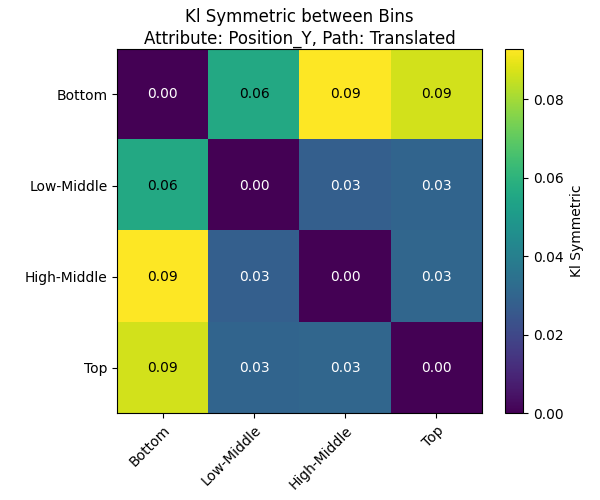 Kl Symmetric between Bins
Attribute: Position_Y, Path: Translated
Bottom 0.00 0.06 0.09 0.09
Low-Middle 0.06 0.00 0.03 0.03
High-Middle 0.09 0.03 0.00 0.03
Top 0.09 0.03 0.03 0.00
Bottom Low-Middle High-Middle Top
0.08
0.06
0.04
0.02
0.00
Kl Symmetric